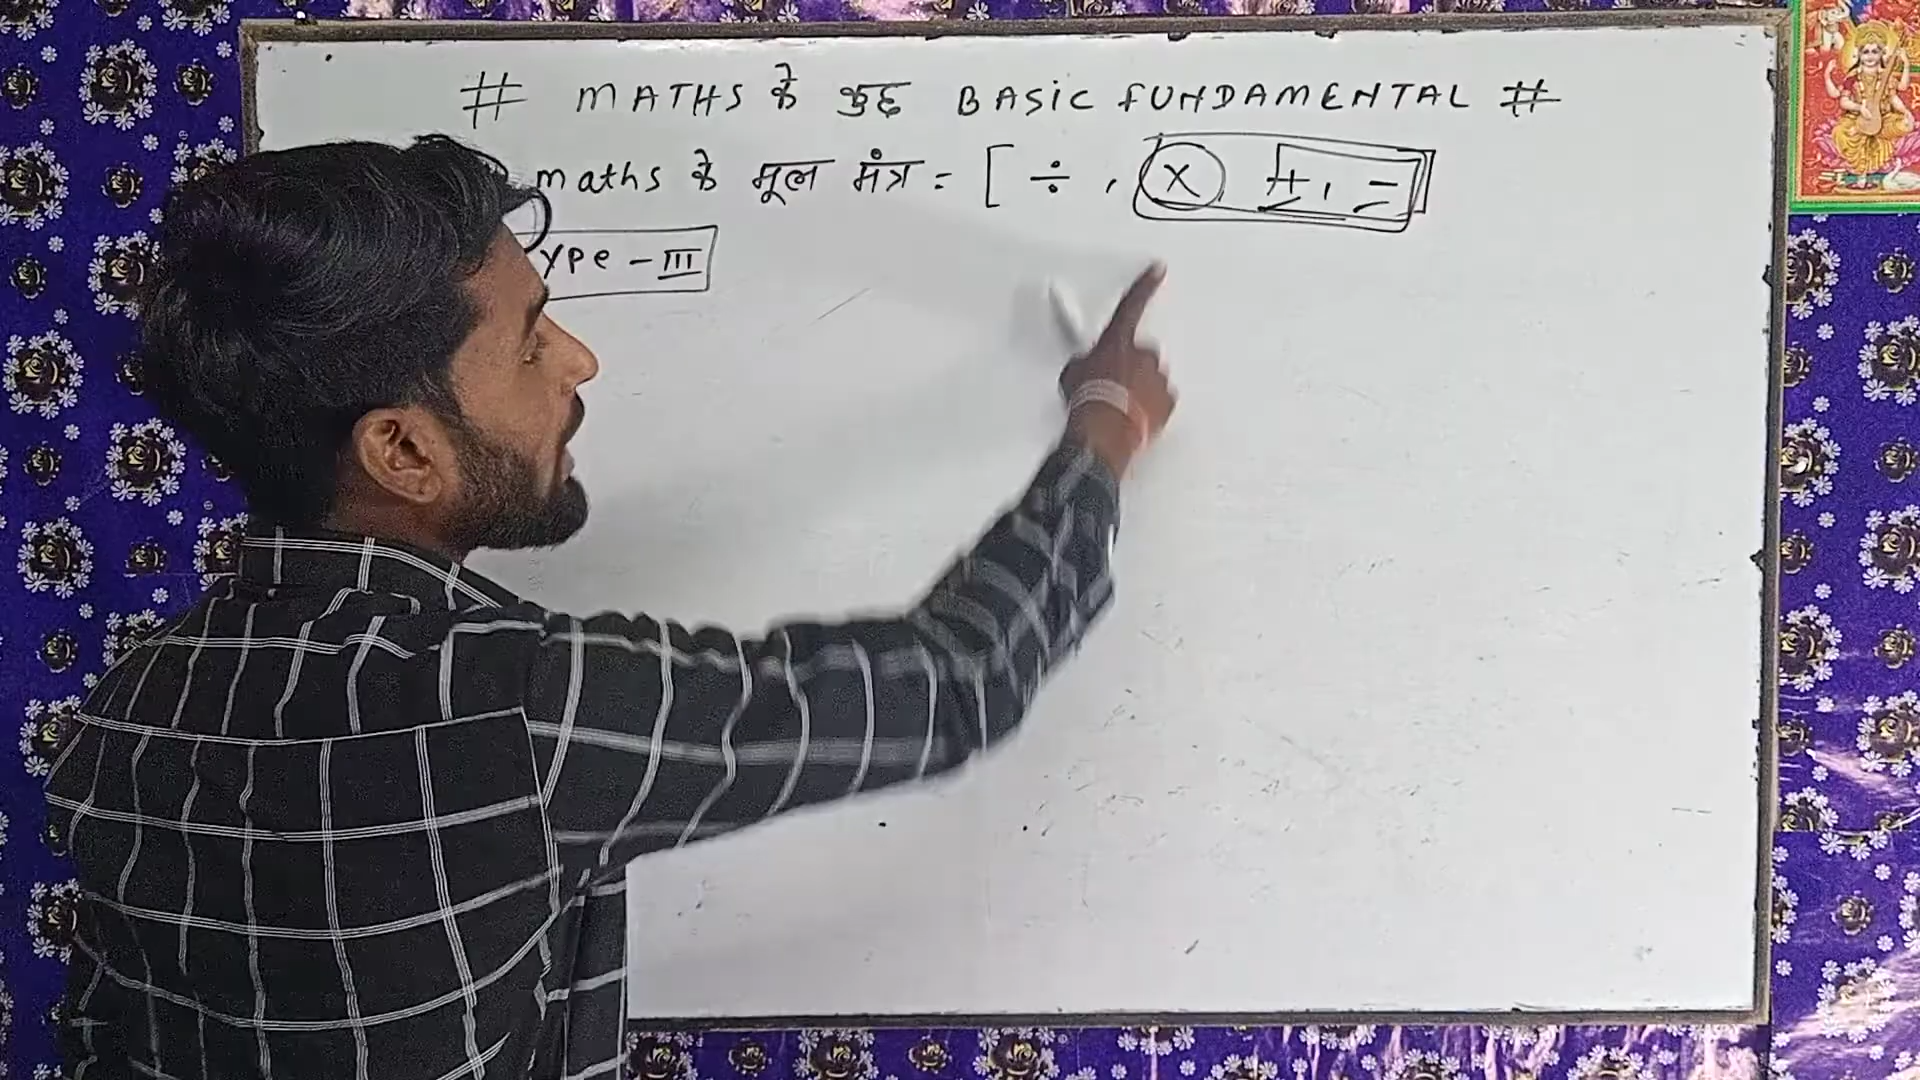 # MATHS के कुछ BASIC FUNDAMENTAL #
maths के मूल मंत्र = [ ÷ , × +, - ]
ype - III